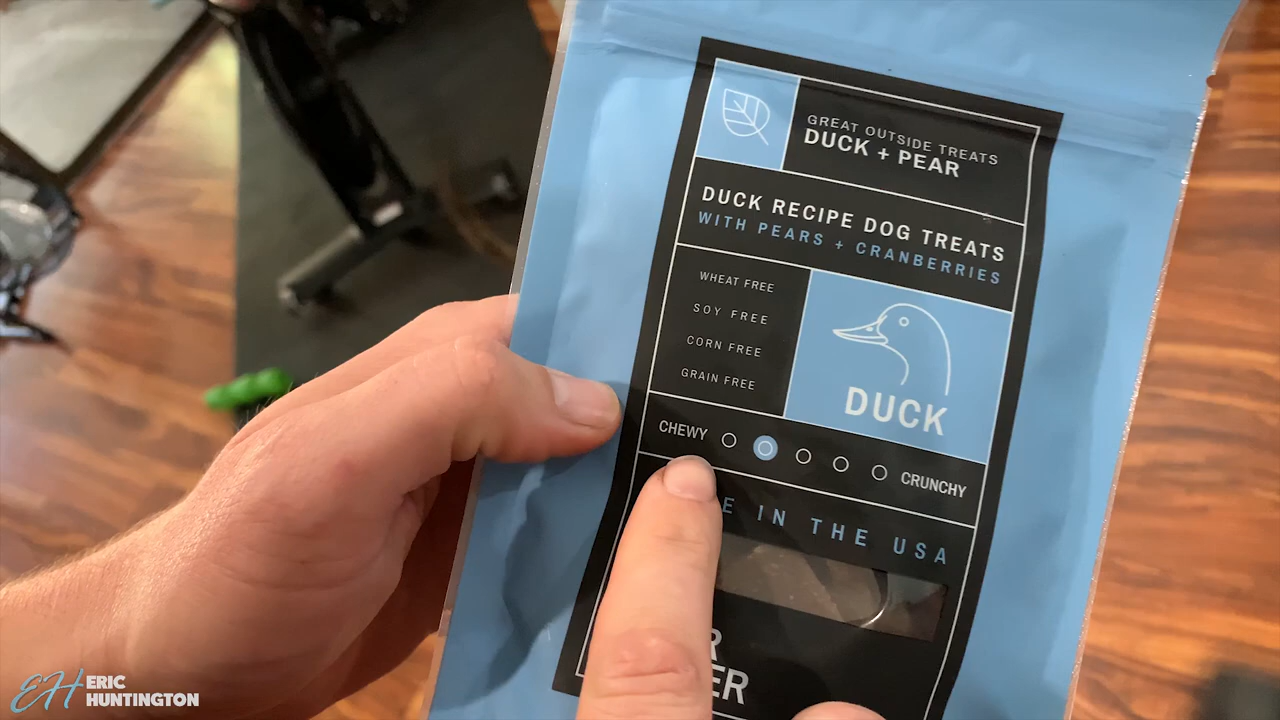 GREAT OUTSIDE TREATS
DUCK + PEAR
DUCK RECIPE DOG TREATS
WITH PEARS + CRANBERRIES
WHEAT FREE
SOY FREE
CORN FREE
GRAIN FREE
DUCK
CHEWY CRUNCHY
IN THE USA
EH ERIC
HUNTINGTON